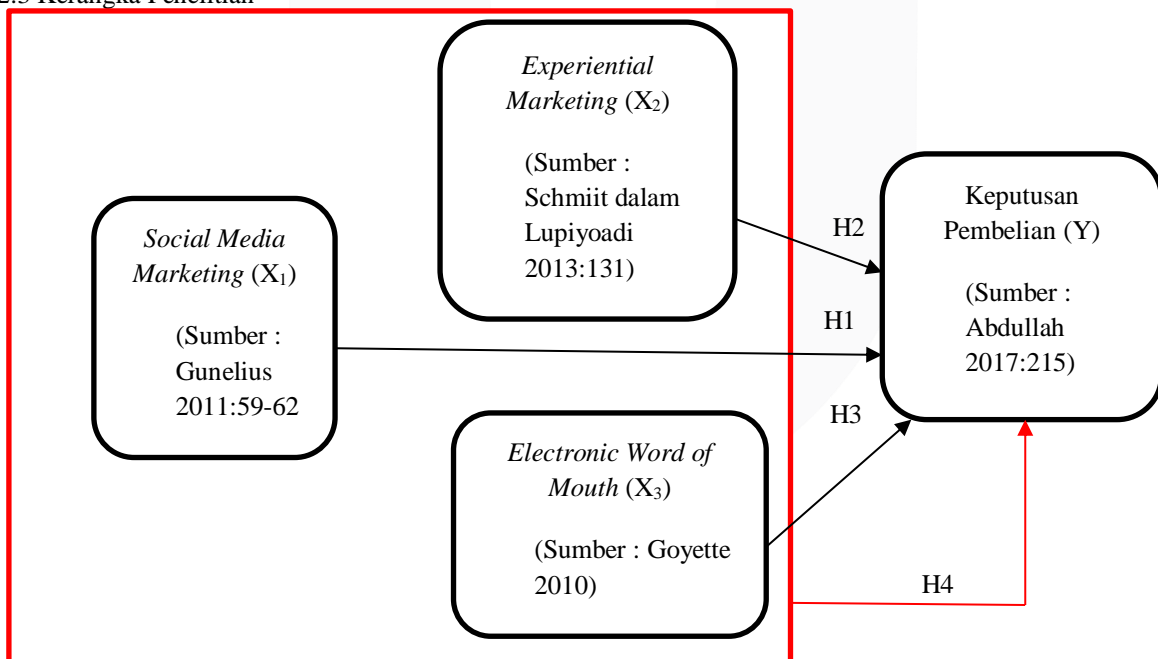 2.3 Kerangka Penelitian
Experiential
Marketing (X₂)
(Sumber :
Schmiit dalam
Lupiyoadi
2013:131)
Social Media
Marketing (X₁)
(Sumber :
Gunelius
2011:59-62
Electronic Word of
Mouth (X₃)
(Sumber : Goyette
2010)
H2
H1
H3
H4
Keputusan
Pembelian (Y)
(Sumber :
Abdullah
2017:215)